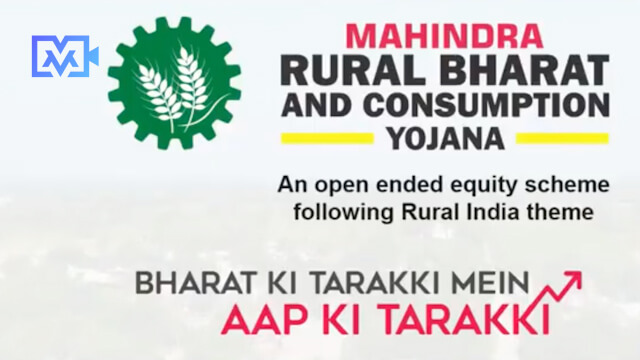 MAHINDRA
RURAL BHARAT
AND CONSUMPTION
YOJANA
An open ended equity scheme
following Rural India theme
BHARAT KI TARAKKI MEIN
AAP KI TARAKKI